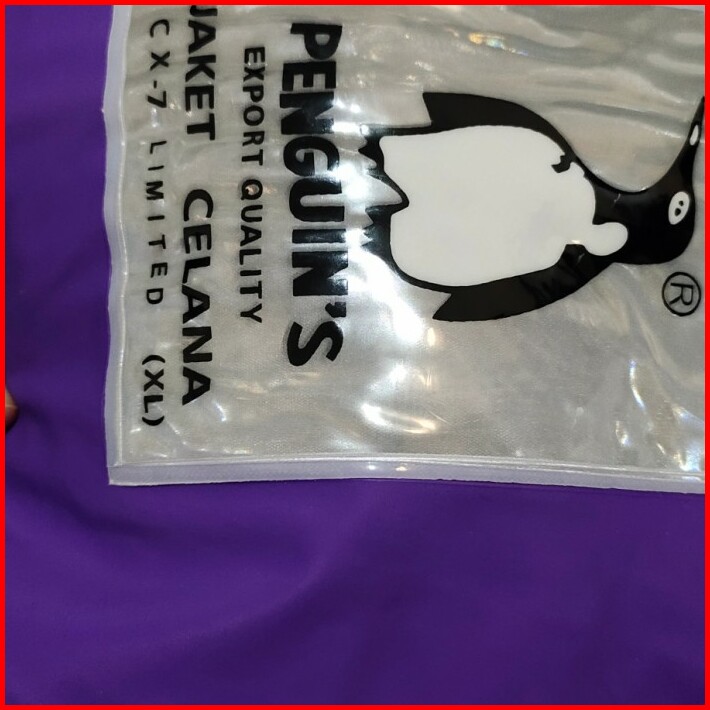 ®
PENGUIN'S
EXPORT QUALITY
JAKET CELANA
CX-7 LIMITED (XL)